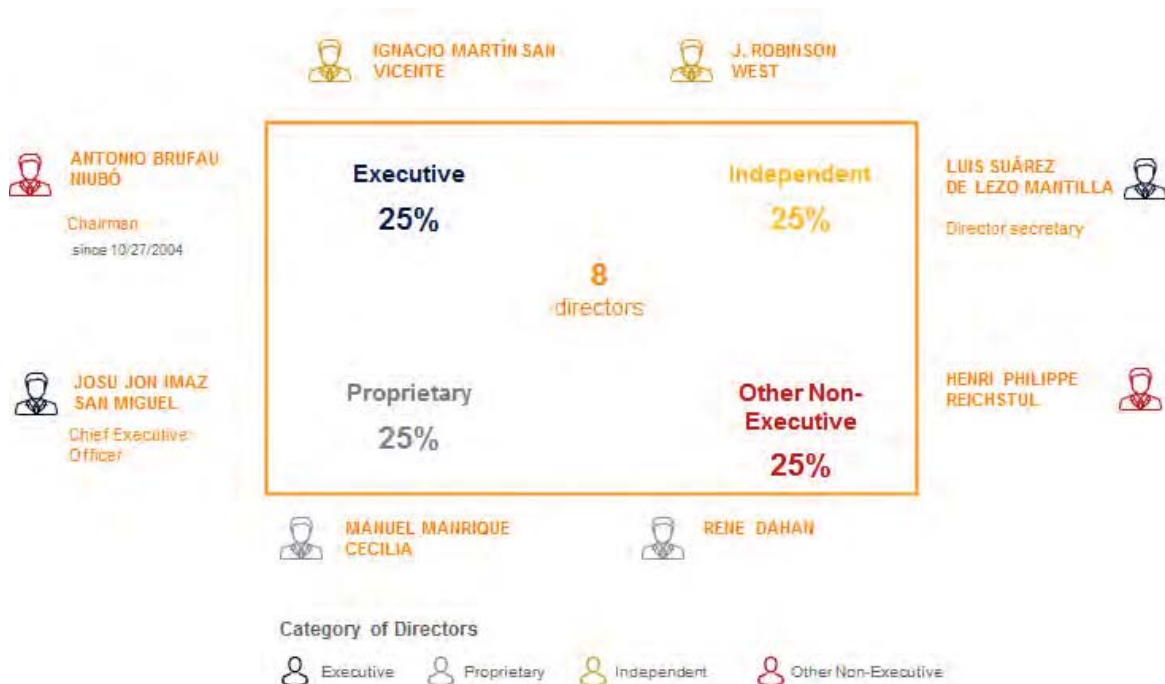 IGNACIO MARTÍN SAN
VICENTE
J. ROBINSON
WEST
ANTONIO BRUFAU
NIUBÓ
Chairman
since 10/27/2004
Executive
25%
Independent
25%
LUIS SUÁREZ
DE LEZO MANTILLA
Director secretary
8
directors
JOSU JON IMAZ
SAN MIGUEL
Chief Executive
Officer
Proprietary
25%
Other Non-
Executive
25%
HENRI PHILIPPE
REICHSTUL
MANUEL MANRIQUE
CECILIA
RENE DAHAN
Category of Directors
Executive
Proprietary
Independent
Other Non-Executive